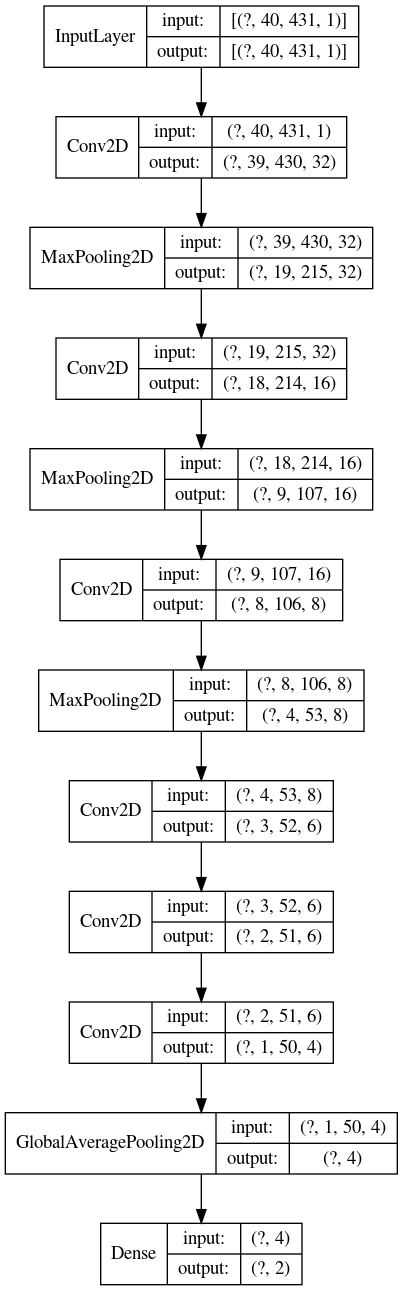 InputLayer
input: [(?, 40, 431, 1)]
output: [(?, 40, 431, 1)]
Conv2D
input: (?, 40, 431, 1)
output: (?, 39, 430, 32)
MaxPooling2D
input: (?, 39, 430, 32)
output: (?, 19, 215, 32)
Conv2D
input: (?, 19, 215, 32)
output: (?, 18, 214, 16)
MaxPooling2D
input: (?, 18, 214, 16)
output: (?, 9, 107, 16)
Conv2D
input: (?, 9, 107, 16)
output: (?, 8, 106, 8)
MaxPooling2D
input: (?, 8, 106, 8)
output: (?, 4, 53, 8)
Conv2D
input: (?, 4, 53, 8)
output: (?, 3, 52, 6)
Conv2D
input: (?, 3, 52, 6)
output: (?, 2, 51, 6)
Conv2D
input: (?, 2, 51, 6)
output: (?, 1, 50, 4)
GlobalAveragePooling2D
input: (?, 1, 50, 4)
output: (?, 4)
Dense
input: (?, 4)
output: (?, 2)